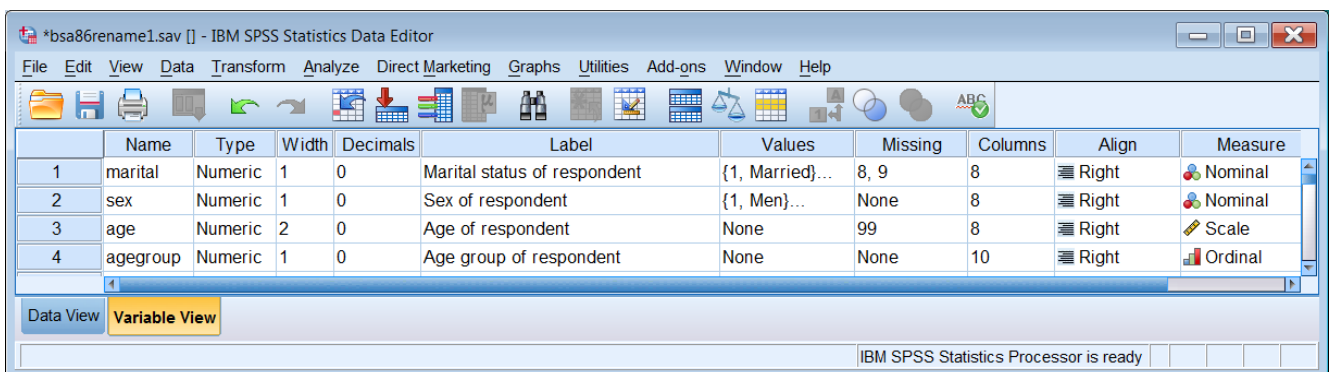 *bsa86rename1.sav [] - IBM SPSS Statistics Data Editor
File Edit View Data Transform Analyze Direct Marketing Graphs Utilities Add-ons Window Help
A 1 4 ABC
Name Type Width Decimals Label Values Missing Columns Align Measure
1 marital Numeric 1 0 Marital status of respondent {1, Married}... 8, 9 8 Right Nominal
2 sex Numeric 1 0 Sex of respondent {1, Men}... None 8 Right Nominal
3 age Numeric 2 0 Age of respondent None 99 8 Right Scale
4 agegroup Numeric 1 0 Age group of respondent None None 10 Right Ordinal
Data View Variable View
IBM SPSS Statistics Processor is ready